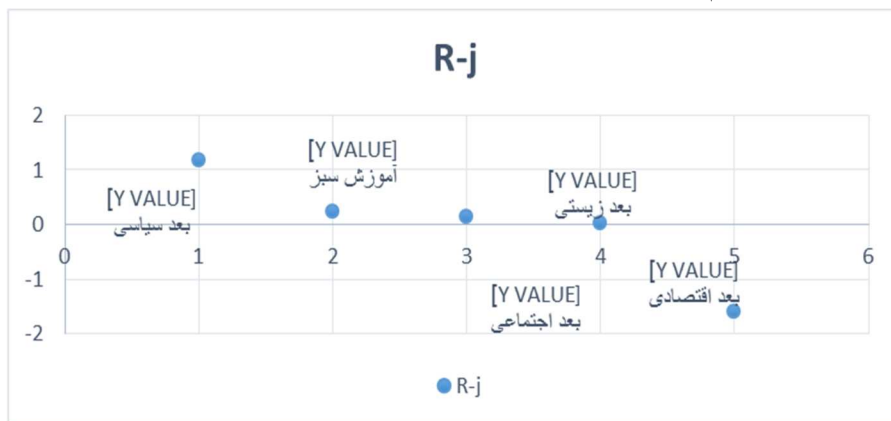 R-j
2
1
0
-1
-2
0
1
2
3
4
5
6
[Y VALUE]
بعد سیاسی
[Y VALUE]
آموزش سبز
[Y VALUE]
بعد اجتماعی
[Y VALUE]
بعد زیستی
[Y VALUE]
بعد اقتصادی
R-j